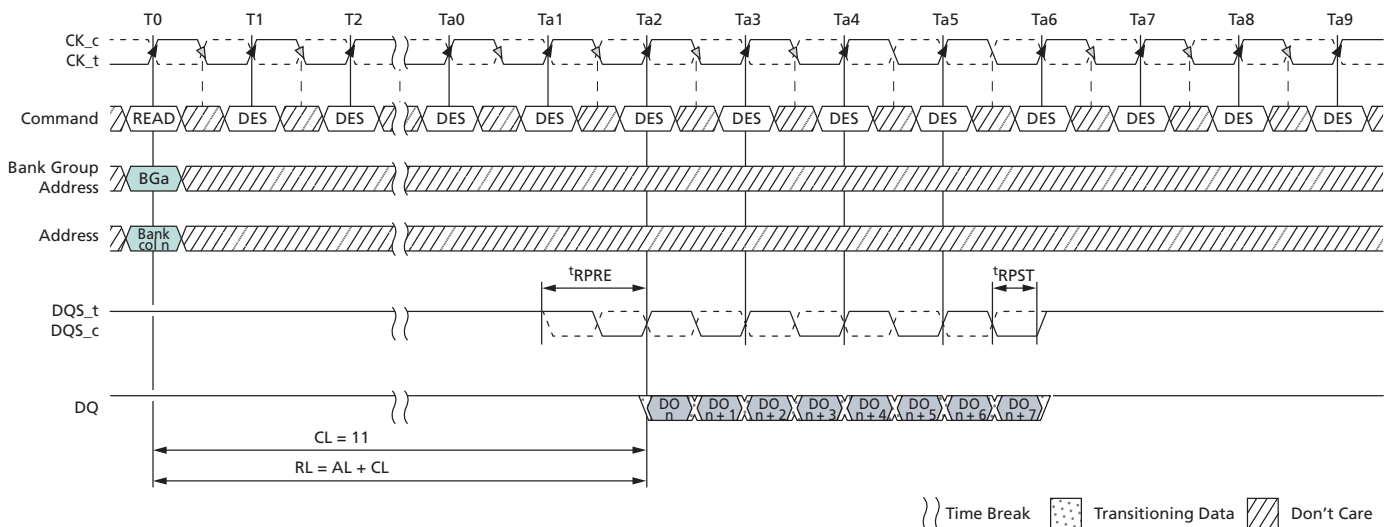 T0 T1 T2 Ta0 Ta1 Ta2 Ta3 Ta4 Ta5 Ta6 Ta7 Ta8 Ta9
CK_c
CK_t
Command READ DES DES DES DES DES DES DES DES DES DES DES DES
Bank Group
Address
BGa
Address
Bank
col n
tRPRE tRPST
DQS_t
DQS_c
DQ
DO
n
DO
n + 1
DO
n + 2
DO
n + 3
DO
n + 4
DO
n + 5
DO
n + 6
DO
n + 7
CL = 11
RL = AL + CL
Time Break Transitioning Data Don't Care